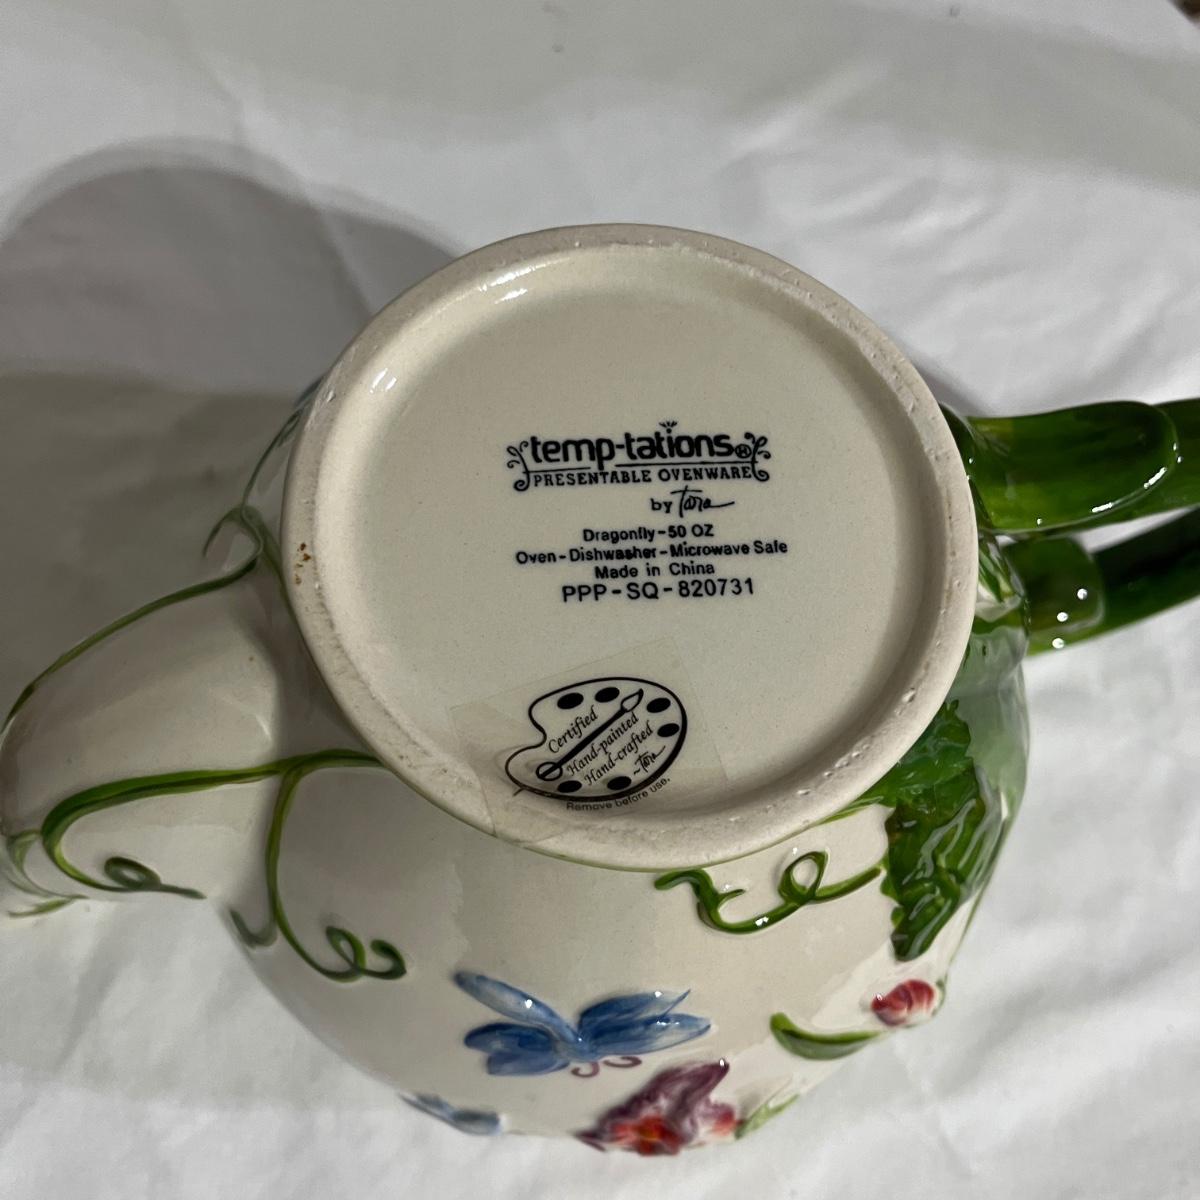 temp-tations®
PRESENTABLE OVENWARE
by Tara
Dragonfly-50 OZ
Oven-Dishwasher-Microwave Safe
Made in China
PPP-SQ-820731
Certified
Hand-painted
Hand-crafted
~Tara
Remove before use.